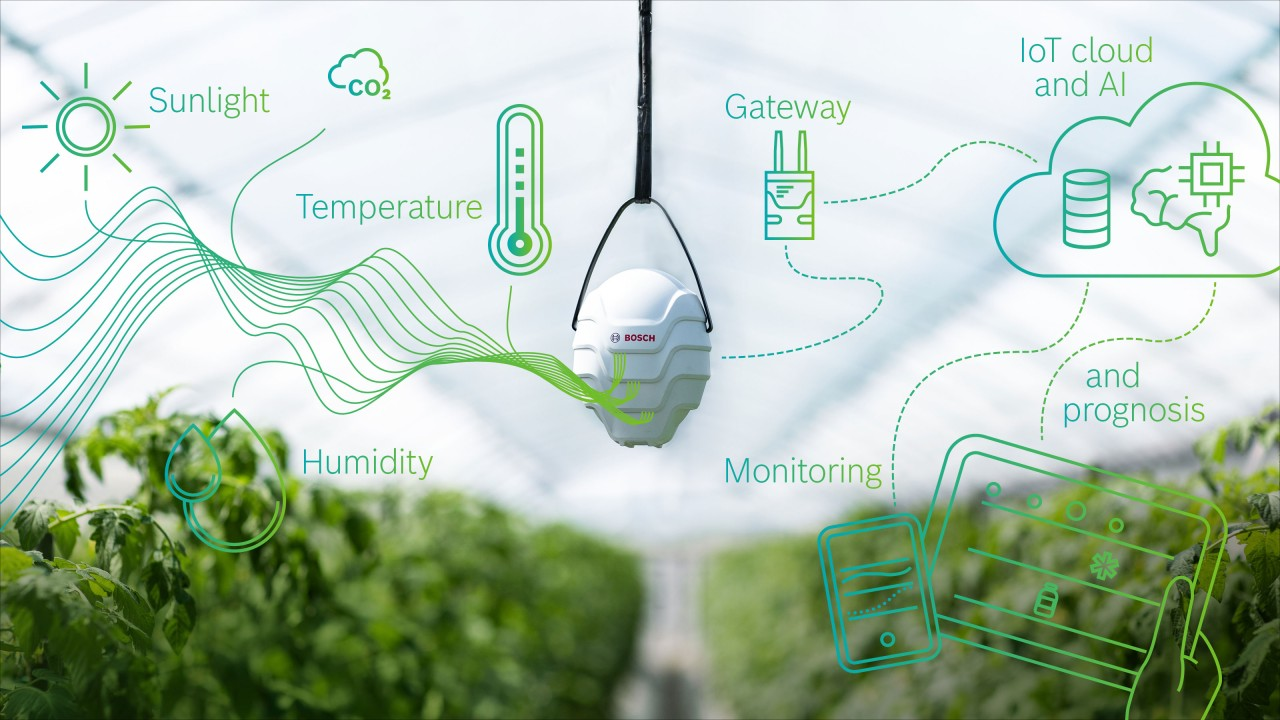 Sunlight
CO₂
Temperature
Humidity
BOSCH
Gateway
IoT cloud
and AI
Monitoring
and
prognosis